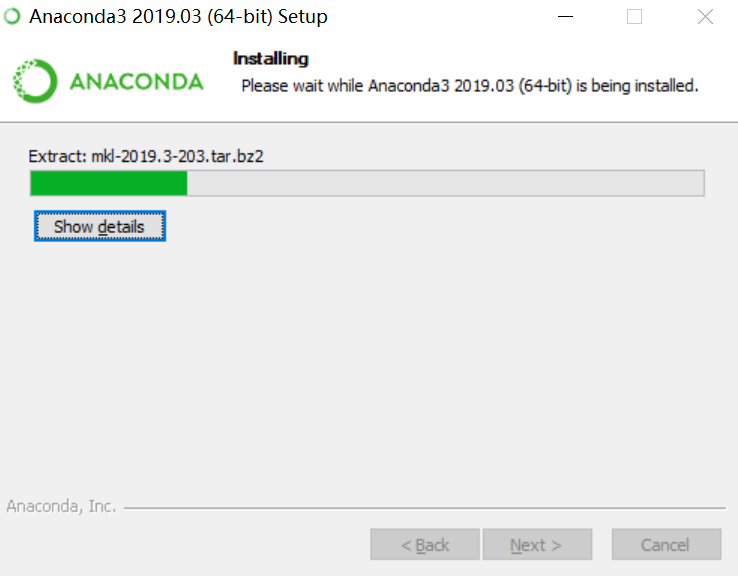 Anaconda3 2019.03 (64-bit) Setup
ANACONDA
Installing
Please wait while Anaconda3 2019.03 (64-bit) is being installed.
Extract: mkl-2019.3-203.tar.bz2
Show details
Anaconda, Inc.
< Back
Next >
Cancel